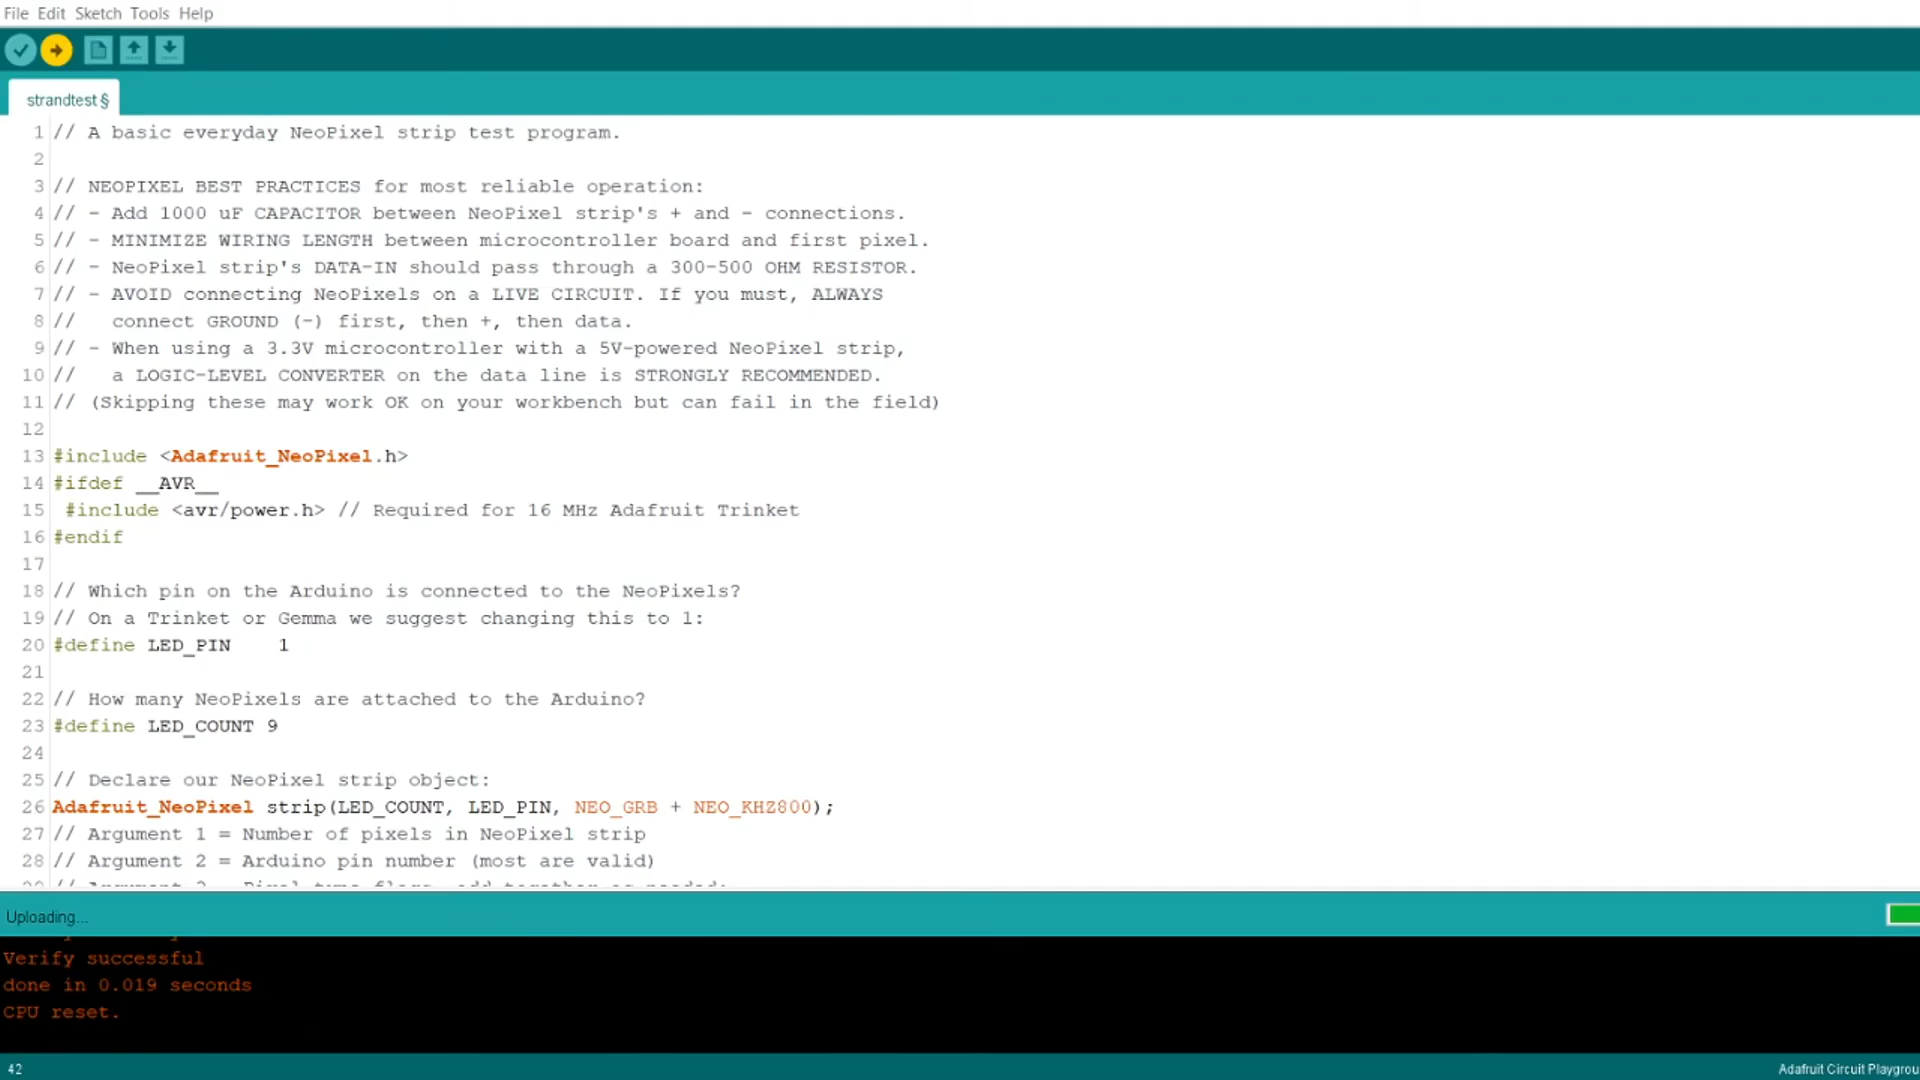 File Edit Sketch Tools Help
strandtest §
1 // A basic everyday NeoPixel strip test program.
2
3 // NEOPIXEL BEST PRACTICES for most reliable operation:
4 // - Add 1000 uF CAPACITOR between NeoPixel strip's + and - connections.
5 // - MINIMIZE WIRING LENGTH between microcontroller board and first pixel.
6 // - NeoPixel strip's DATA-IN should pass through a 300-500 OHM RESISTOR.
7 // - AVOID connecting NeoPixels on a LIVE CIRCUIT. If you must, ALWAYS
8 //   connect GROUND (-) first, then +, then data.
9 // - When using a 3.3V microcontroller with a 5V-powered NeoPixel strip,
10 //   a LOGIC-LEVEL CONVERTER on the data line is STRONGLY RECOMMENDED.
11 // (Skipping these may work OK on your workbench but can fail in the field)
12
13 #include <Adafruit_NeoPixel.h>
14 #ifdef __AVR__
15  #include <avr/power.h> // Required for 16 MHz Adafruit Trinket
16 #endif
17
18 // Which pin on the Arduino is connected to the NeoPixels?
19 // On a Trinket or Gemma we suggest changing this to 1:
20 #define LED_PIN    1
21
22 // How many NeoPixels are attached to the Arduino?
23 #define LED_COUNT 9
24
25 // Declare our NeoPixel strip object:
26 Adafruit_NeoPixel strip(LED_COUNT, LED_PIN, NEO_GRB + NEO_KHZ800);
27 // Argument 1 = Number of pixels in NeoPixel strip
28 // Argument 2 = Arduino pin number (most are valid)
Uploading...
Verify successful
done in 0.019 seconds
CPU reset.
42
Adafruit Circuit Playgrou